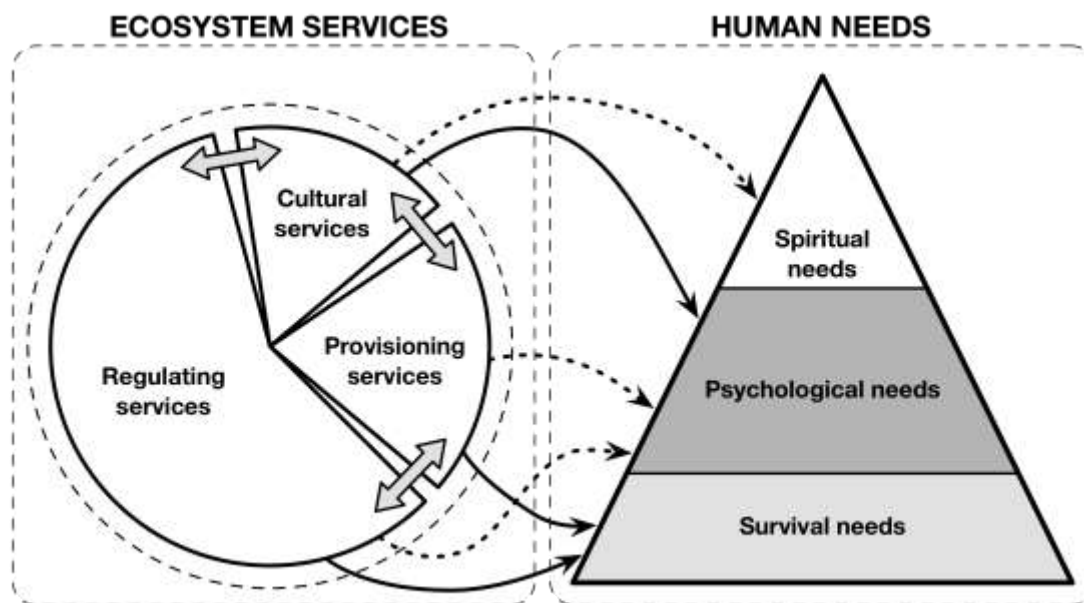 ECOSYSTEM SERVICES
HUMAN NEEDS
Cultural
services
Provisioning
services
Regulating
services
Spiritual
needs
Psychological needs
Survival needs